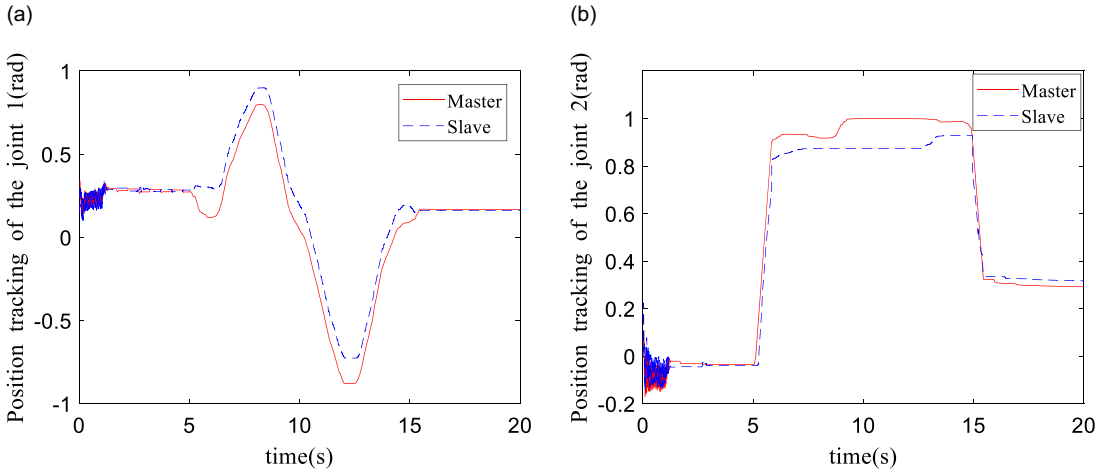 (a)
Position tracking of the joint 1(rad)
1
0.5
0
-0.5
-1
0
5
10
15
20
time(s)
Master
Slave
(b)
Position tracking of the joint 2(rad)
1
0.8
0.6
0.4
0.2
0
-0.2
0
5
10
15
20
time(s)
Master
Slave